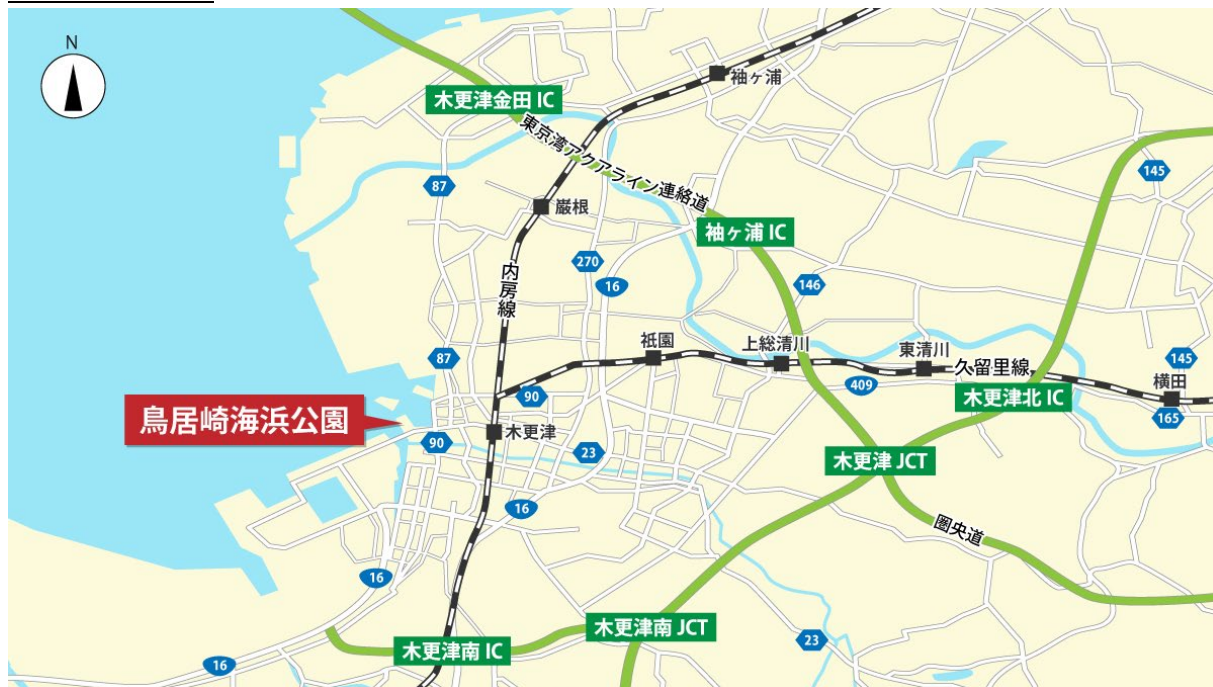 N
袖ヶ浦
木更津金田 IC
東京湾アクアライン連絡道
145
87
巌根
袖ヶ浦 IC
270
16
146
内房線
祇園
上総清川
東清川
久留里線
87
145
409
横田
90
木更津北 IC
165
鳥居崎海浜公園
木更津
90
23
木更津 JCT
16
圏央道
16
木更津南 JCT
23
木更津南 IC
16